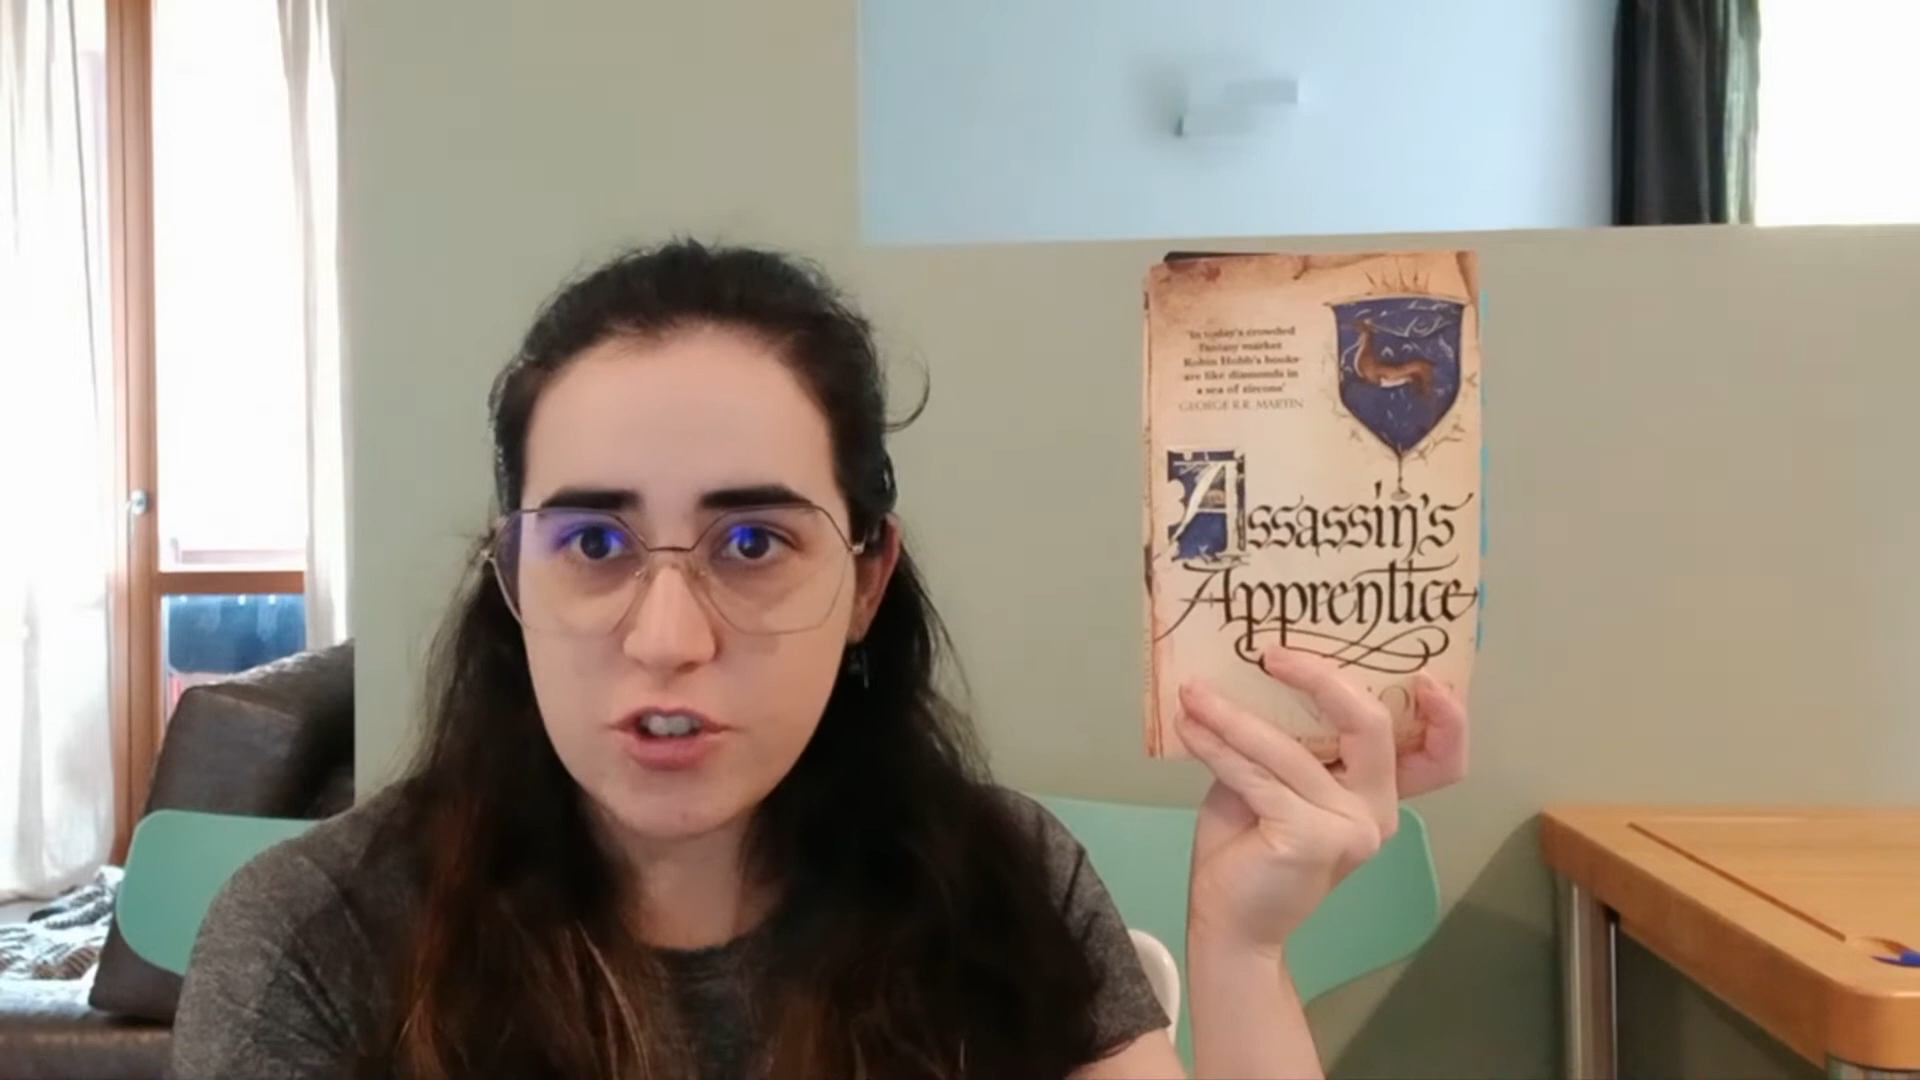 'In today's crowded
fantasy market
Robin Hobb's books
are like diamonds in
a sea of zircons'
GEORGE R.R. MARTIN
Assassin's
Apprentice